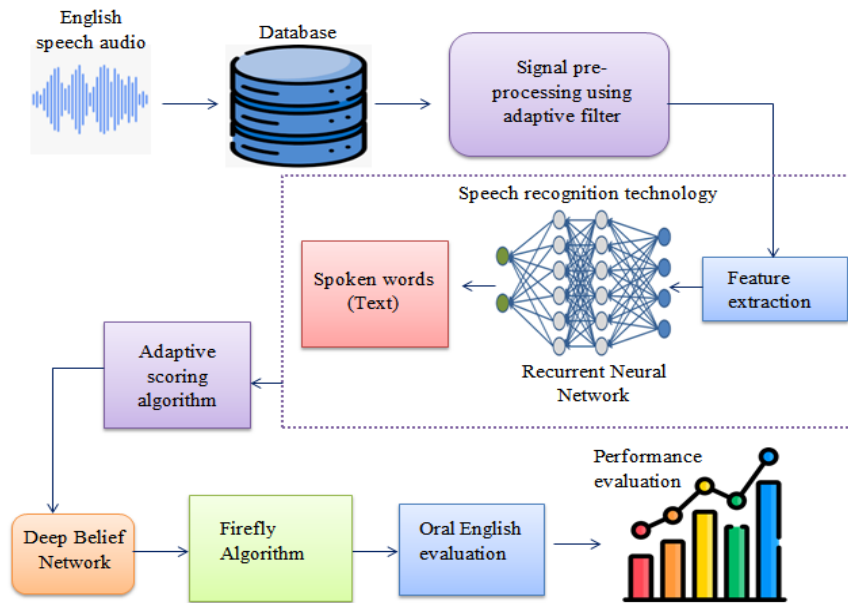 English
speech audio
Database
Signal pre-
processing using
adaptive filter
Speech recognition technology
Spoken words
(Text)
Feature
extraction
Recurrent Neural
Network
Adaptive
scoring
algorithm
Deep Belief
Network
Firefly
Algorithm
Oral English
evaluation
Performance
evaluation